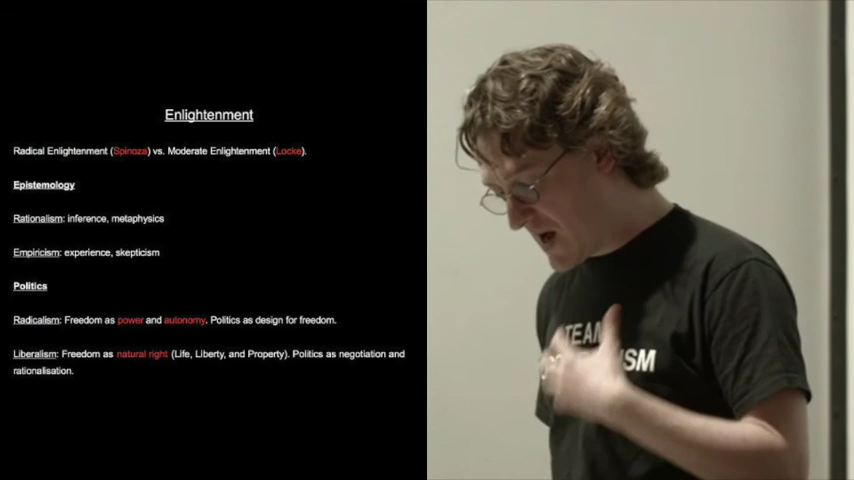 Enlightenment
Radical Enlightenment (Spinoza) vs. Moderate Enlightenment (Locke).
Epistemology
Rationalism: inference, metaphysics
Empiricism: experience, skepticism
Politics
Radicalism: Freedom as power and autonomy. Politics as design for freedom.
Liberalism: Freedom as natural right (Life, Liberty, and Property). Politics as negotiation and
rationalisation.
TEAM